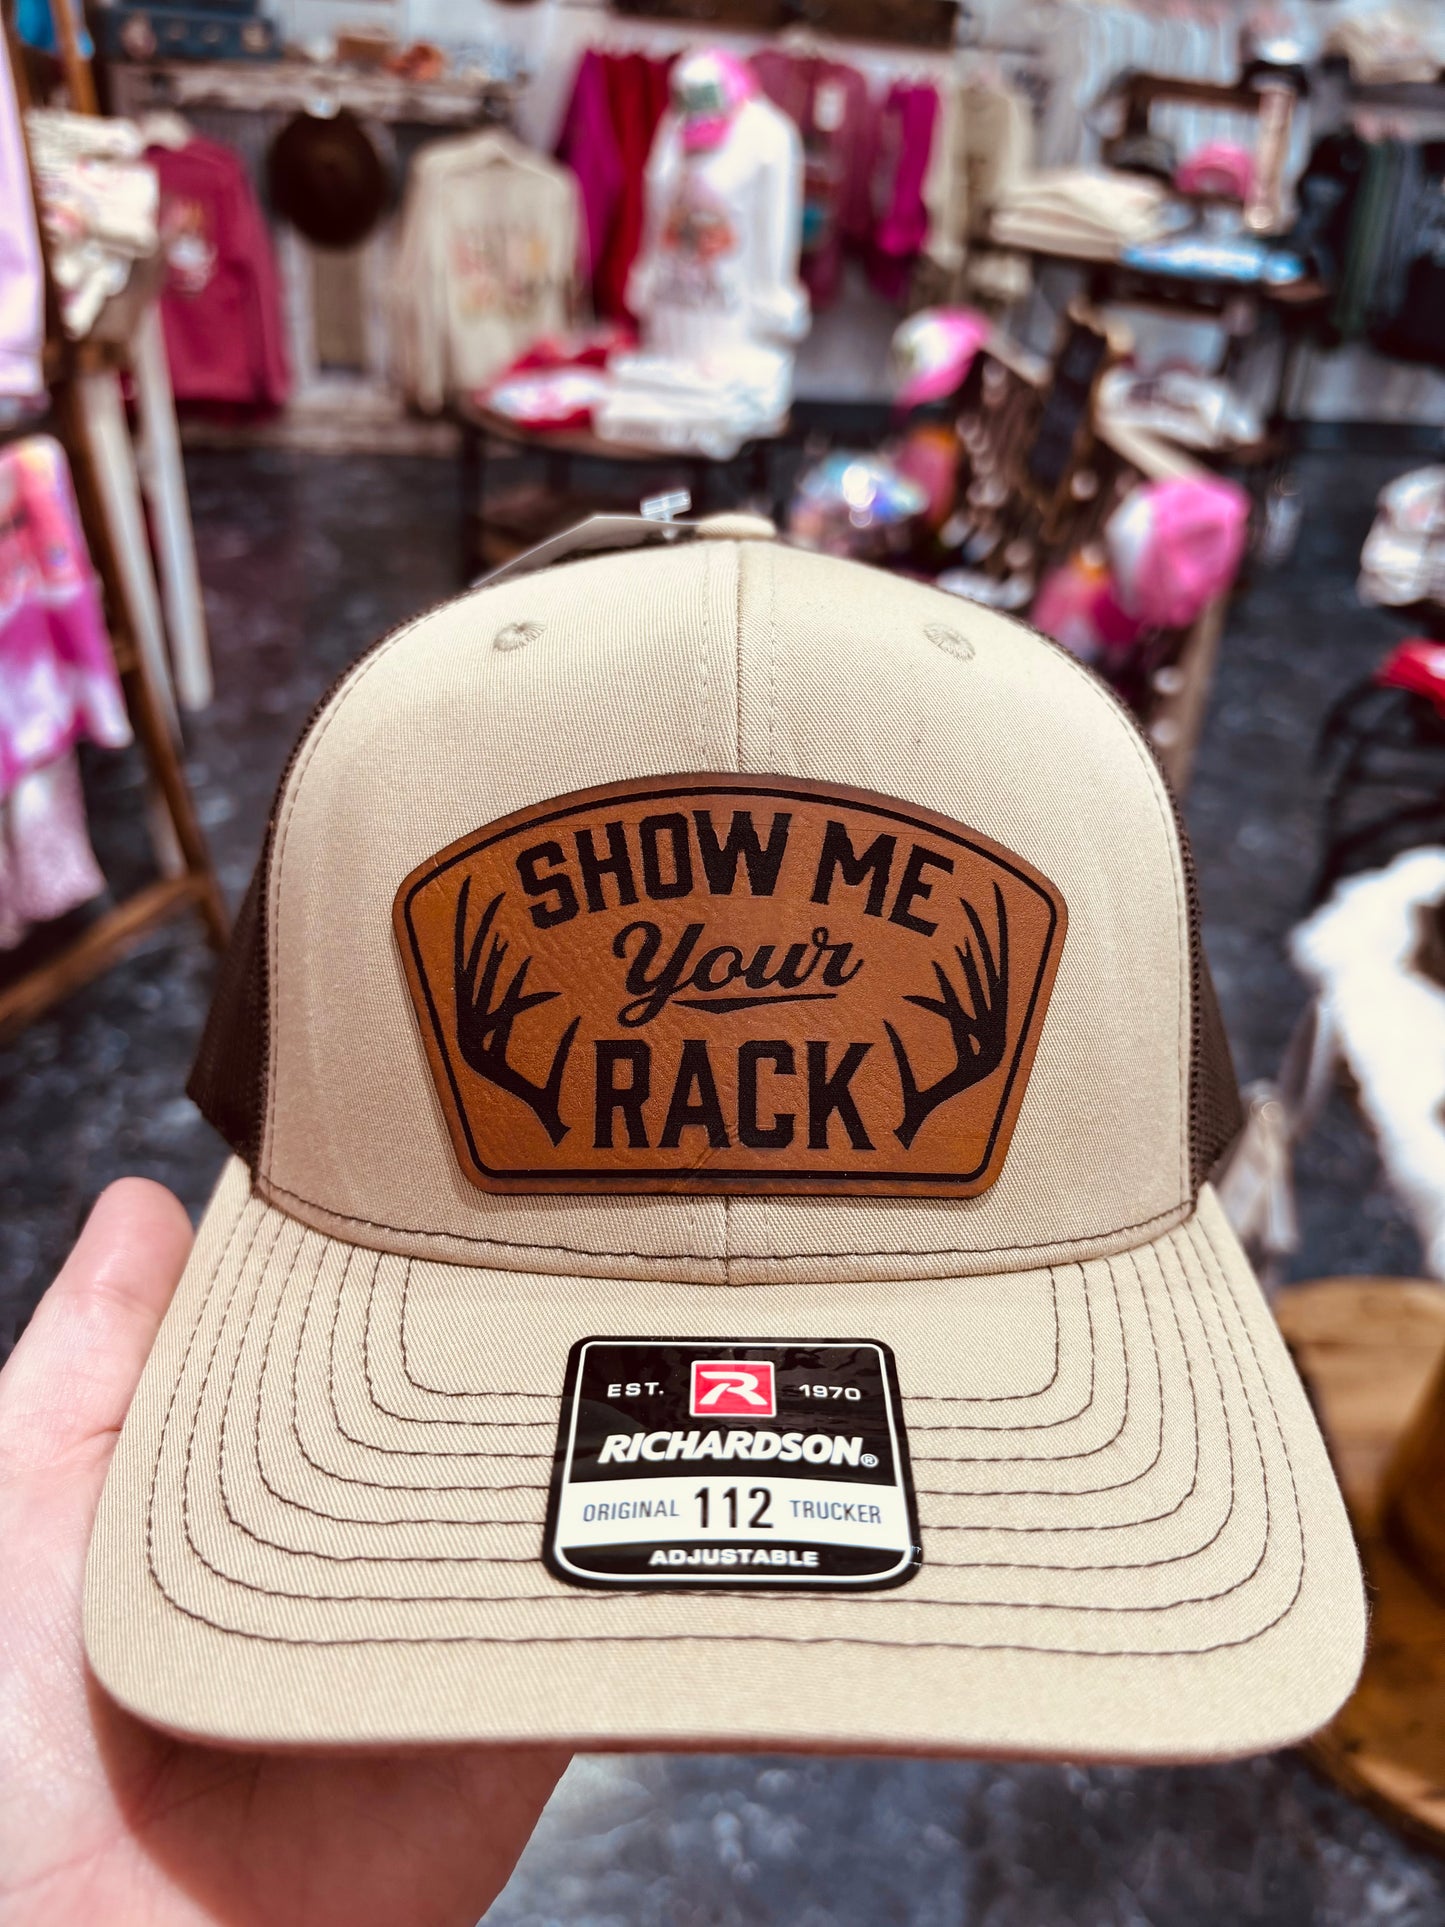 SHOW ME
Your
RACK
EST. R 1970
RICHARDSON®
ORIGINAL 112 TRUCKER
ADJUSTABLE